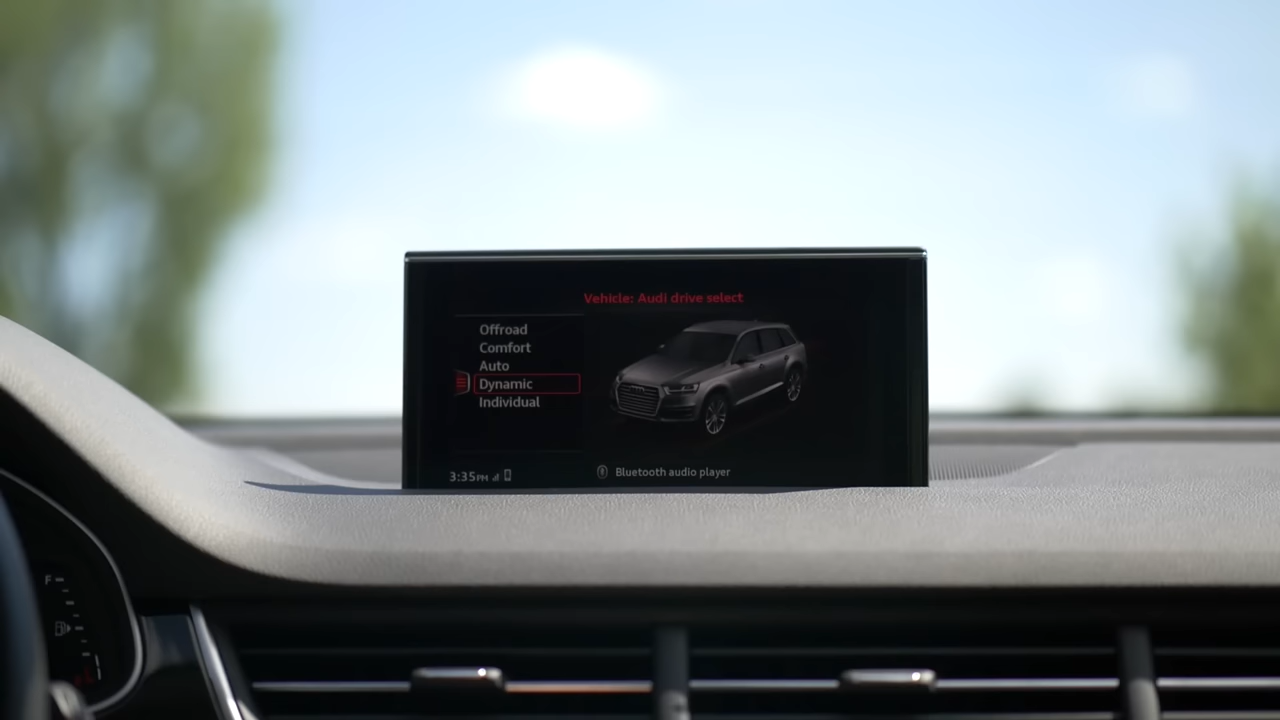 Vehicle: Audi drive select
Offroad
Comfort
Auto
Dynamic
Individual
3:35PM
Bluetooth audio player
F